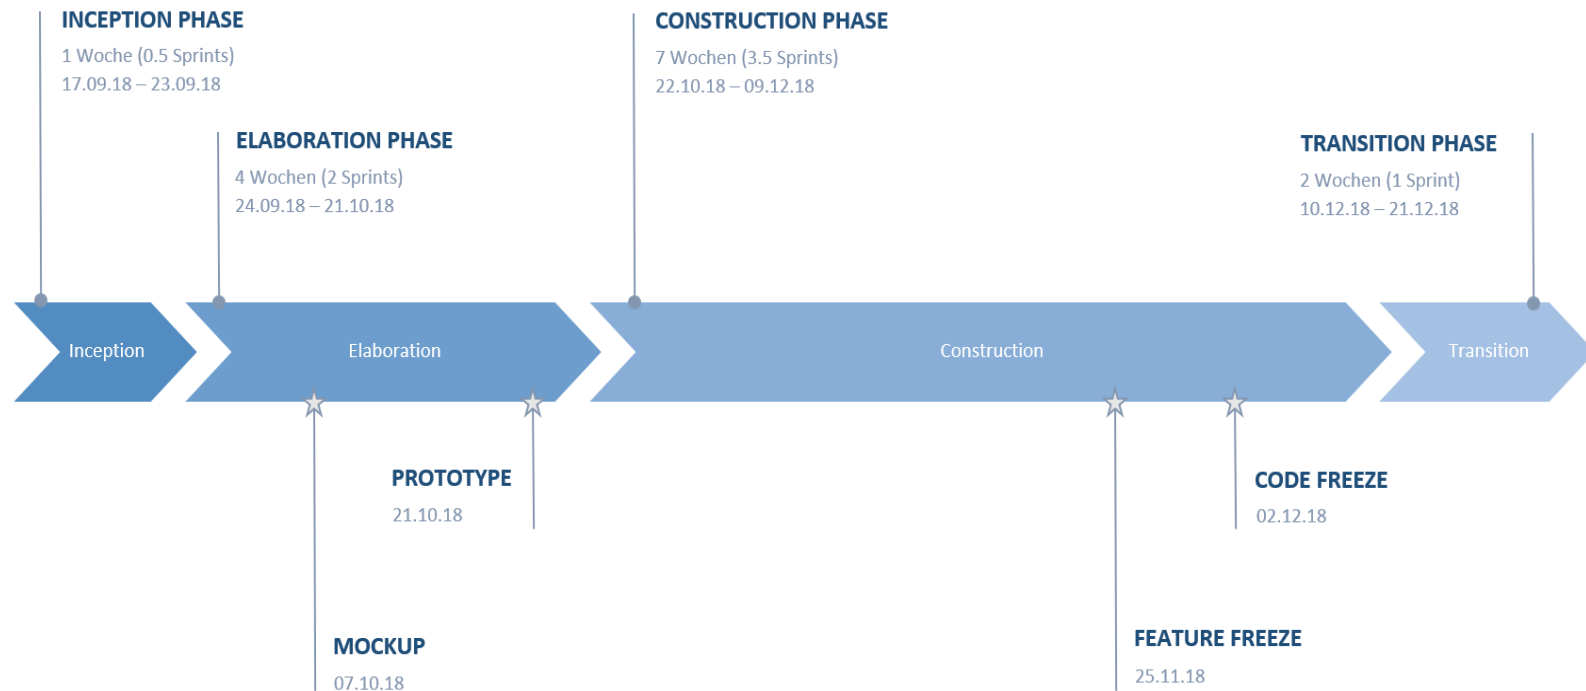 INCEPTION PHASE
1 Woche (0.5 Sprints)
17.09.18 – 23.09.18
CONSTRUCTION PHASE
7 Wochen (3.5 Sprints)
22.10.18 – 09.12.18
ELABORATION PHASE
4 Wochen (2 Sprints)
24.09.18 – 21.10.18
TRANSITION PHASE
2 Wochen (1 Sprint)
10.12.18 – 21.12.18
Inception
Elaboration
Construction
Transition
PROTOTYPE
21.10.18
CODE FREEZE
02.12.18
MOCKUP
07.10.18
FEATURE FREEZE
25.11.18